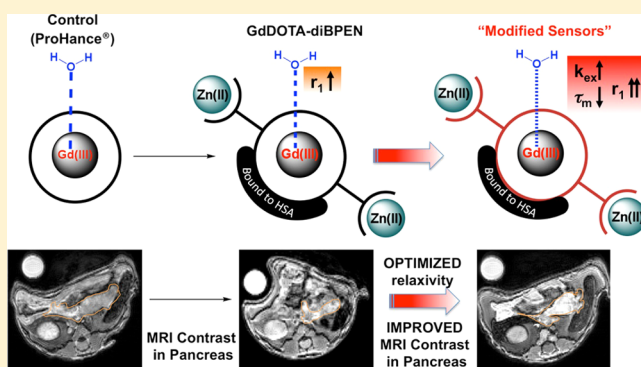 Control
(ProHance®)
GdDOTA-diBPEN
“Modified Sensors”
H H
O
Gd(III)
Zn(II)
H H
O
r1 ↑
Gd(III)
Bound to HSA
Zn(II)
Zn(II)
H H
O
kex ↑
τm ↓ r1 ⇈
Gd(III)
Bound to HSA
Zn(II)
MRI Contrast
in Pancreas
OPTIMIZED
relaxivity
IMPROVED
MRI Contrast
in Pancreas